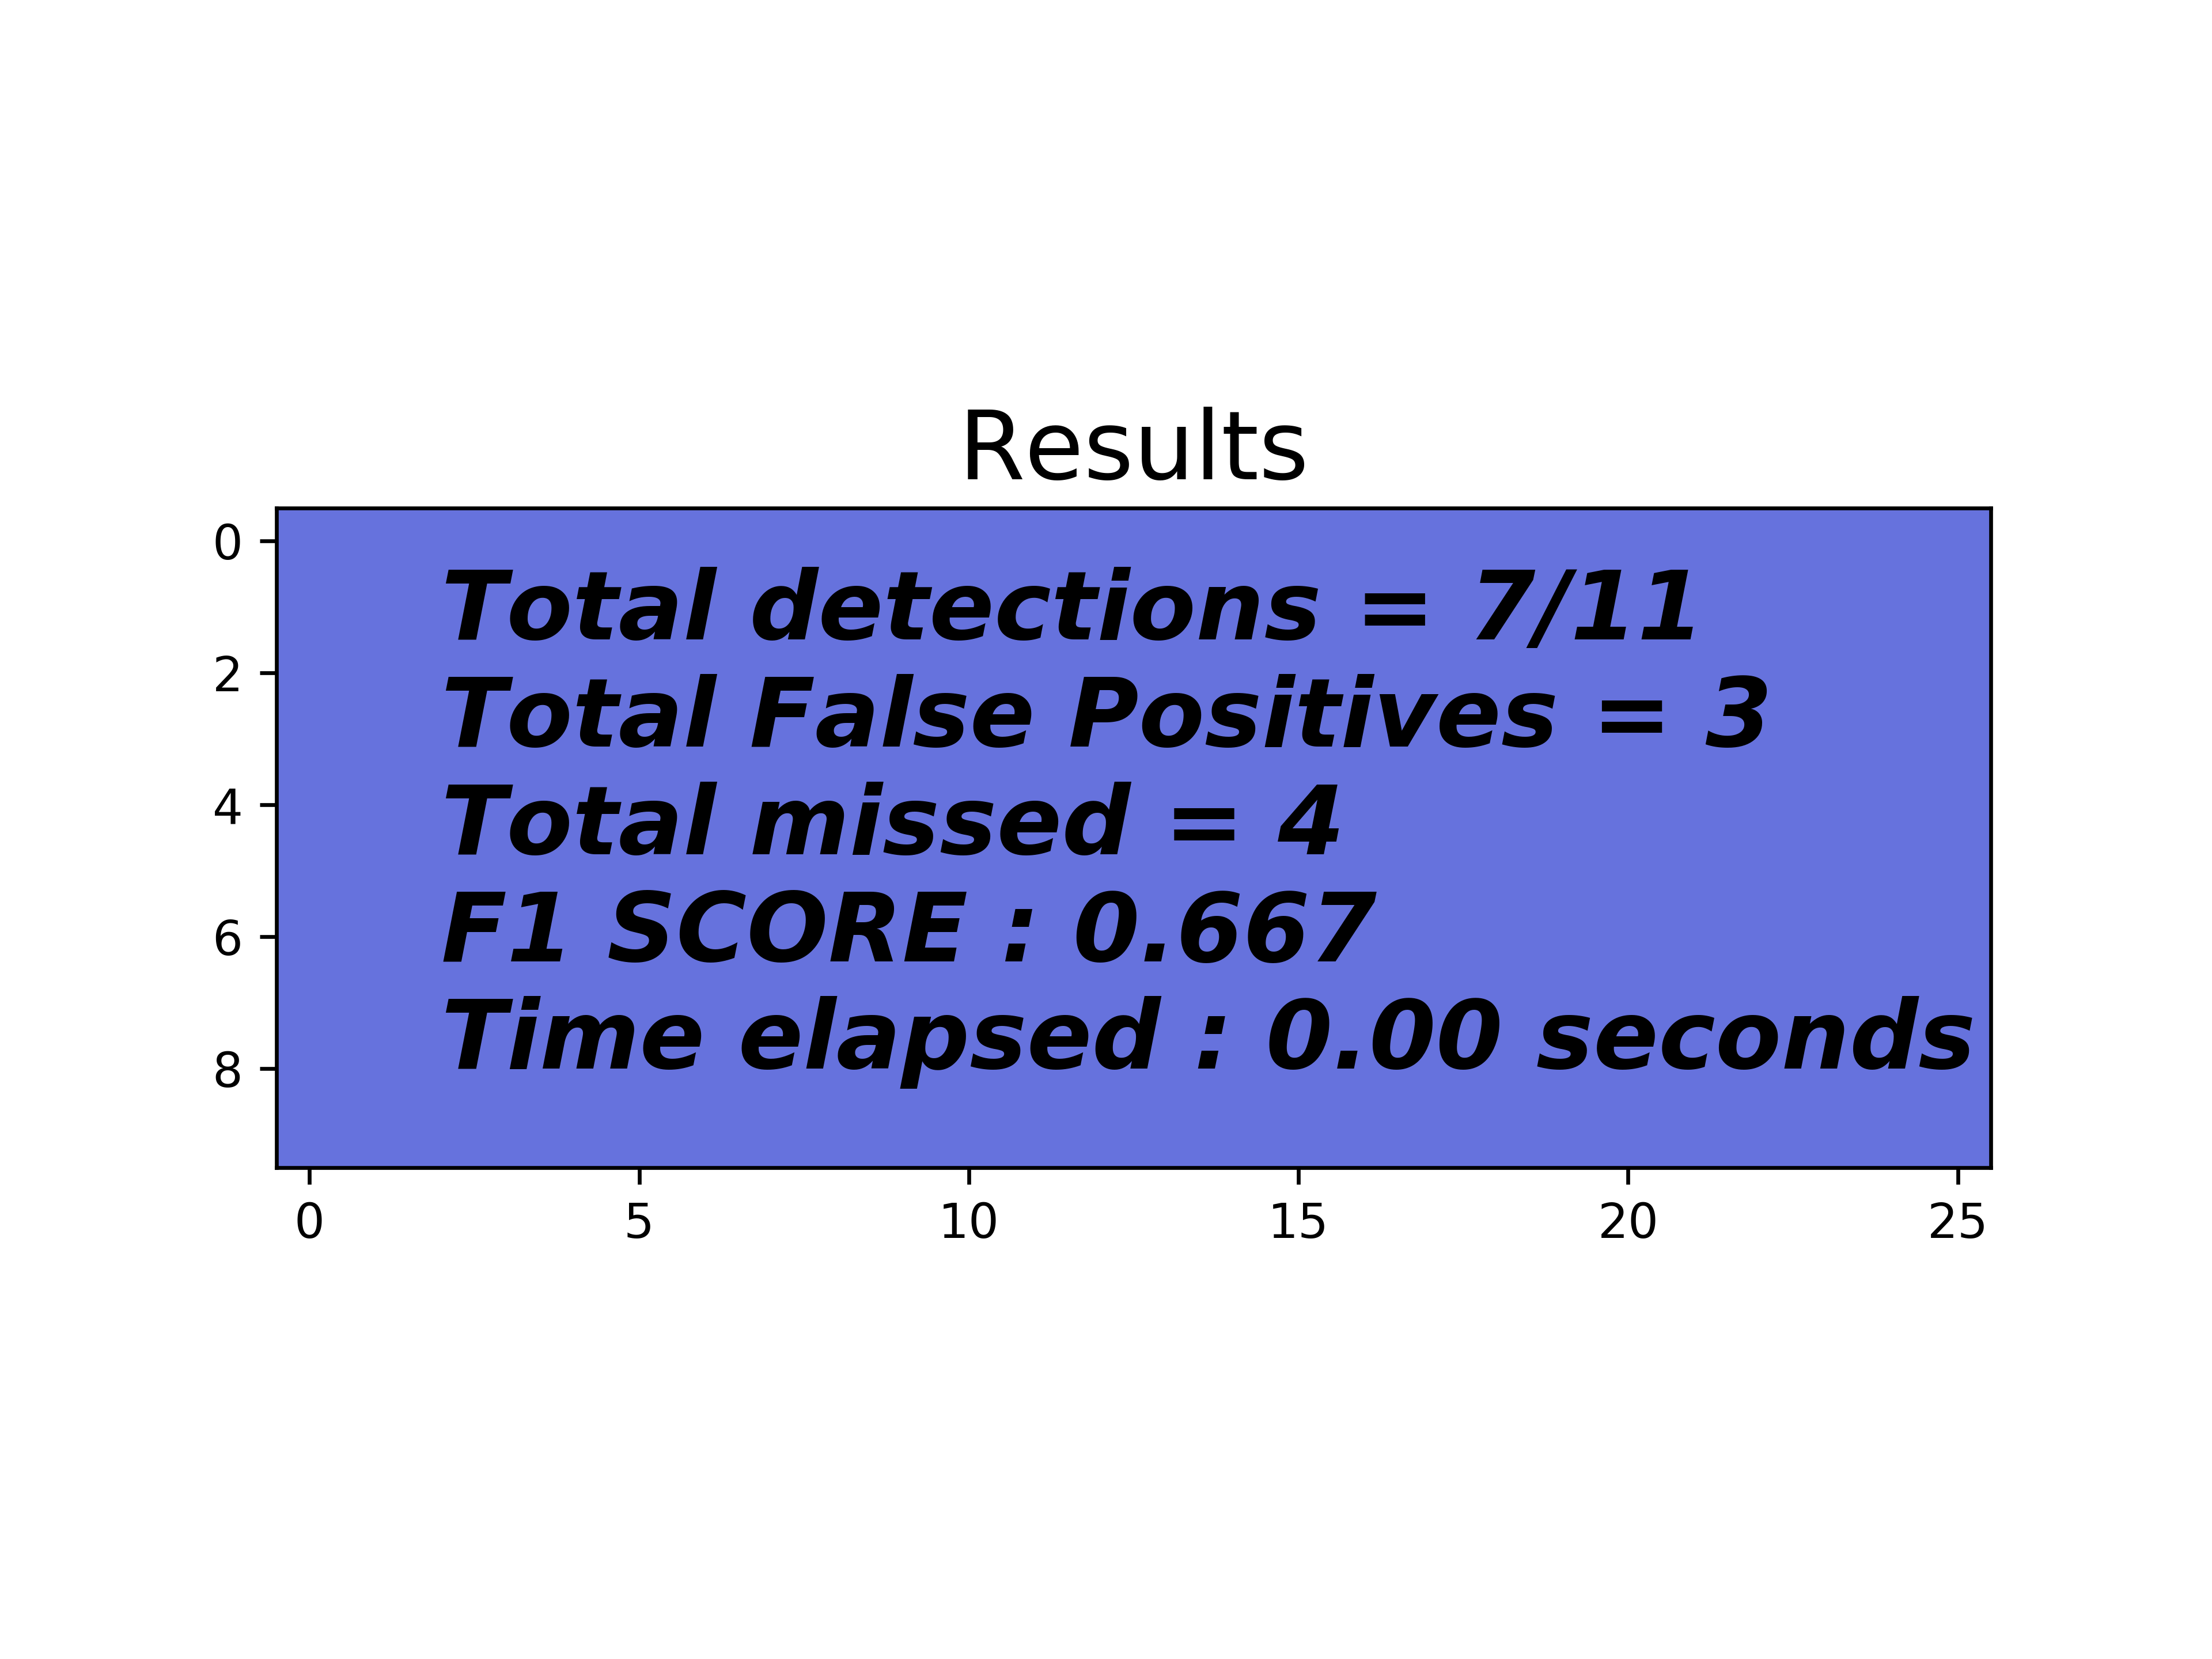 Results
0
Total detections = 7/11
2
Total False Positives = 3
4
Total missed = 4
6
F1 SCORE : 0.667
8
Time elapsed : 0.00 seconds
0 5 10 15 20 25